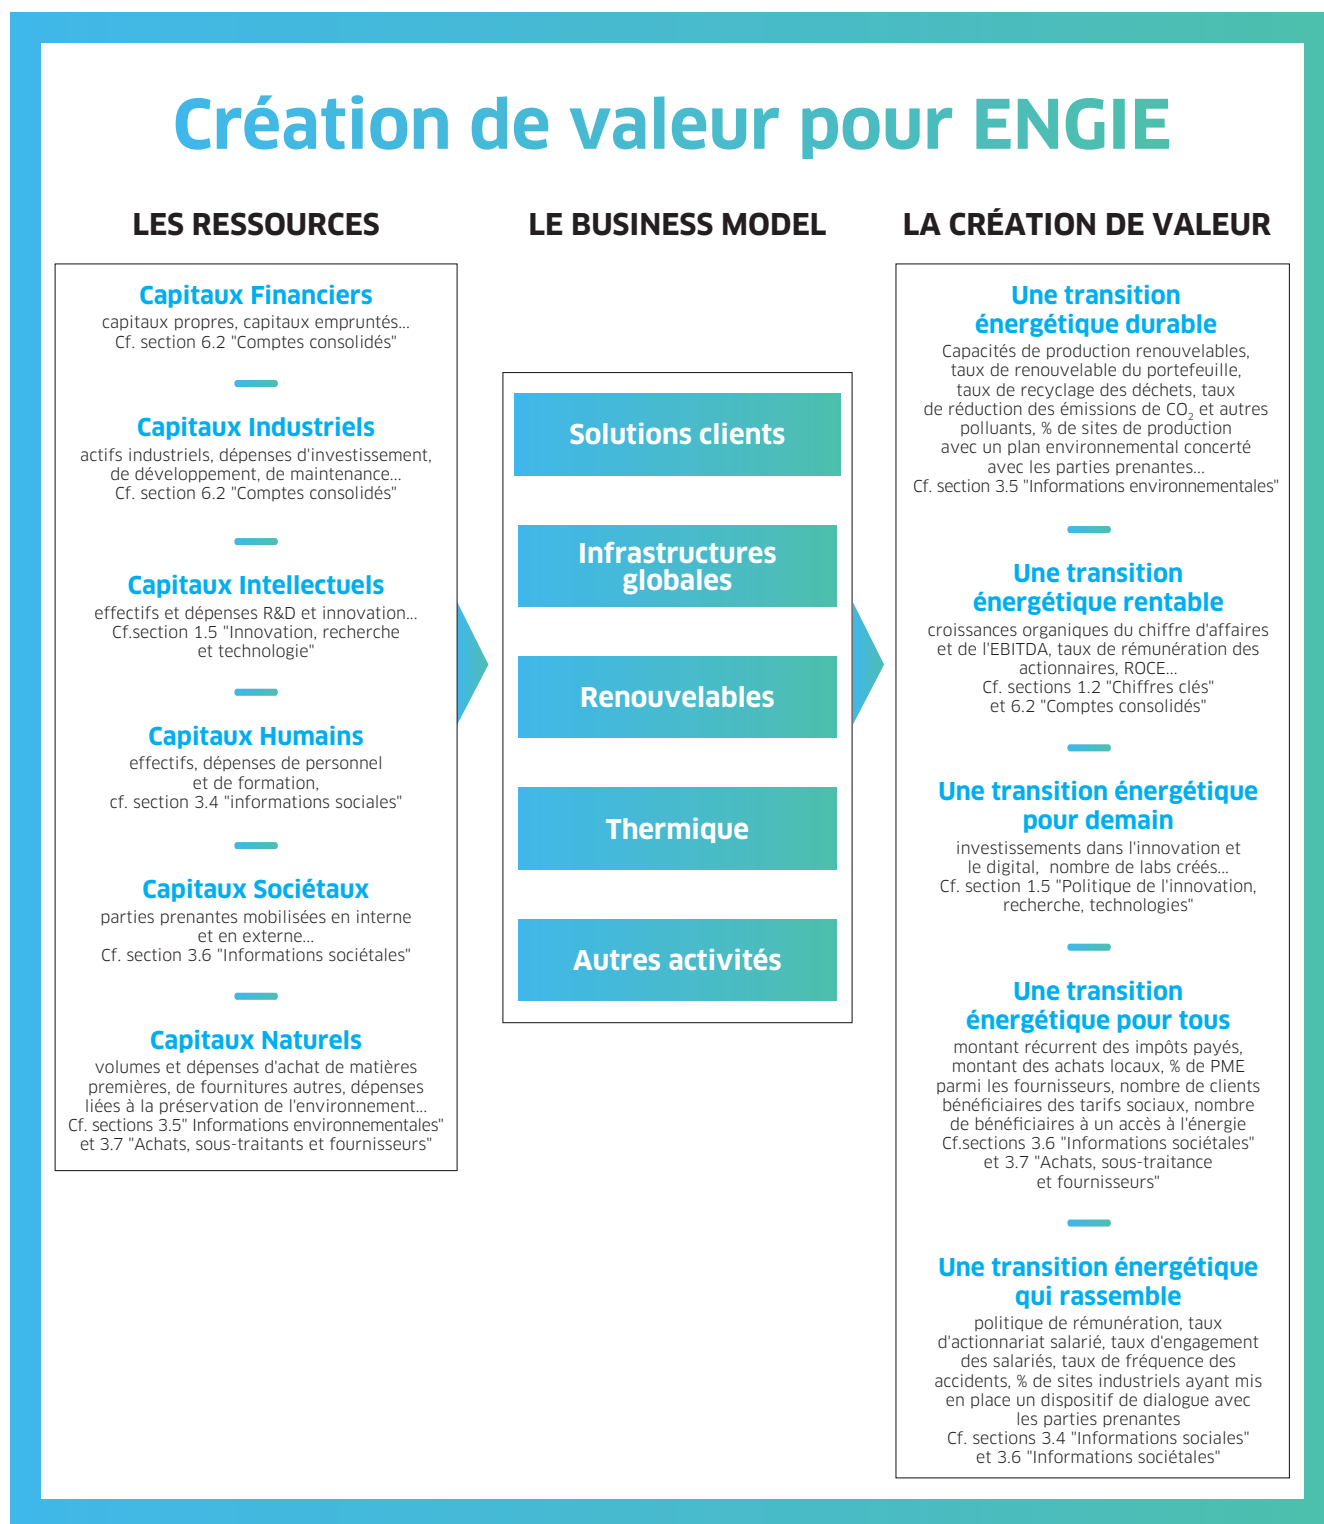 Création de valeur pour ENGIE
LES RESSOURCES
Capitaux Financiers
capitaux propres, capitaux empruntés...
Cf. section 6.2 "Comptes consolidés"
Capitaux Industriels
actifs industriels, dépenses d'investissement,
de développement, de maintenance...
Cf. section 6.2 "Comptes consolidés"
Capitaux Intellectuels
effectifs et dépenses R&D et innovation...
Cf.section 1.5 "Innovation, recherche
et technologie"
Capitaux Humains
effectifs, dépenses de personnel
et de formation,
cf. section 3.4 "informations sociales"
Capitaux Sociétaux
parties prenantes mobilisées en interne
et en externe...
Cf. section 3.6 "Informations sociétales"
Capitaux Naturels
volumes et dépenses d'achat de matières
premières, de fournitures autres, dépenses
liées à la préservation de l'environnement...
Cf. sections 3.5" Informations environnementales"
et 3.7 "Achats, sous-traitants et fournisseurs"
LE BUSINESS MODEL
Solutions clients
Infrastructures
globales
Renouvelables
Thermique
Autres activités
LA CRÉATION DE VALEUR
Une transition
énergétique durable
Capacités de production renouvelables,
taux de renouvelable du portefeuille,
taux de recyclage des déchets, taux
de réduction des émissions de CO₂ et autres
polluants, % de sites de production
avec un plan environnemental concerté
avec les parties prenantes...
Cf. section 3.5 "Informations environnementales"
Une transition
énergétique rentable
croissances organiques du chiffre d'affaires
et de l'EBITDA, taux de rémunération des
actionnaires, ROCE...
Cf. sections 1.2 "Chiffres clés"
et 6.2 "Comptes consolidés"
Une transition énergétique
pour demain
investissements dans l'innovation et
le digital, nombre de labs créés...
Cf. section 1.5 "Politique de l'innovation,
recherche, technologies"
Une transition
énergétique pour tous
montant récurrent des impôts payés,
montant des achats locaux, % de PME
parmi les fournisseurs, nombre de clients
bénéficiaires des tarifs sociaux, nombre
de bénéficiaires à un accès à l'énergie
Cf.sections 3.6 "Informations sociétales"
et 3.7 "Achats, sous-traitance
et fournisseurs"
Une transition énergétique
qui rassemble
politique de rémunération, taux
d'actionnariat salarié, taux d'engagement
des salariés, taux de fréquence des
accidents, % de sites industriels ayant mis
en place un dispositif de dialogue avec
les parties prenantes
Cf. sections 3.4 "Informations sociales"
et 3.6 "Informations sociétales"